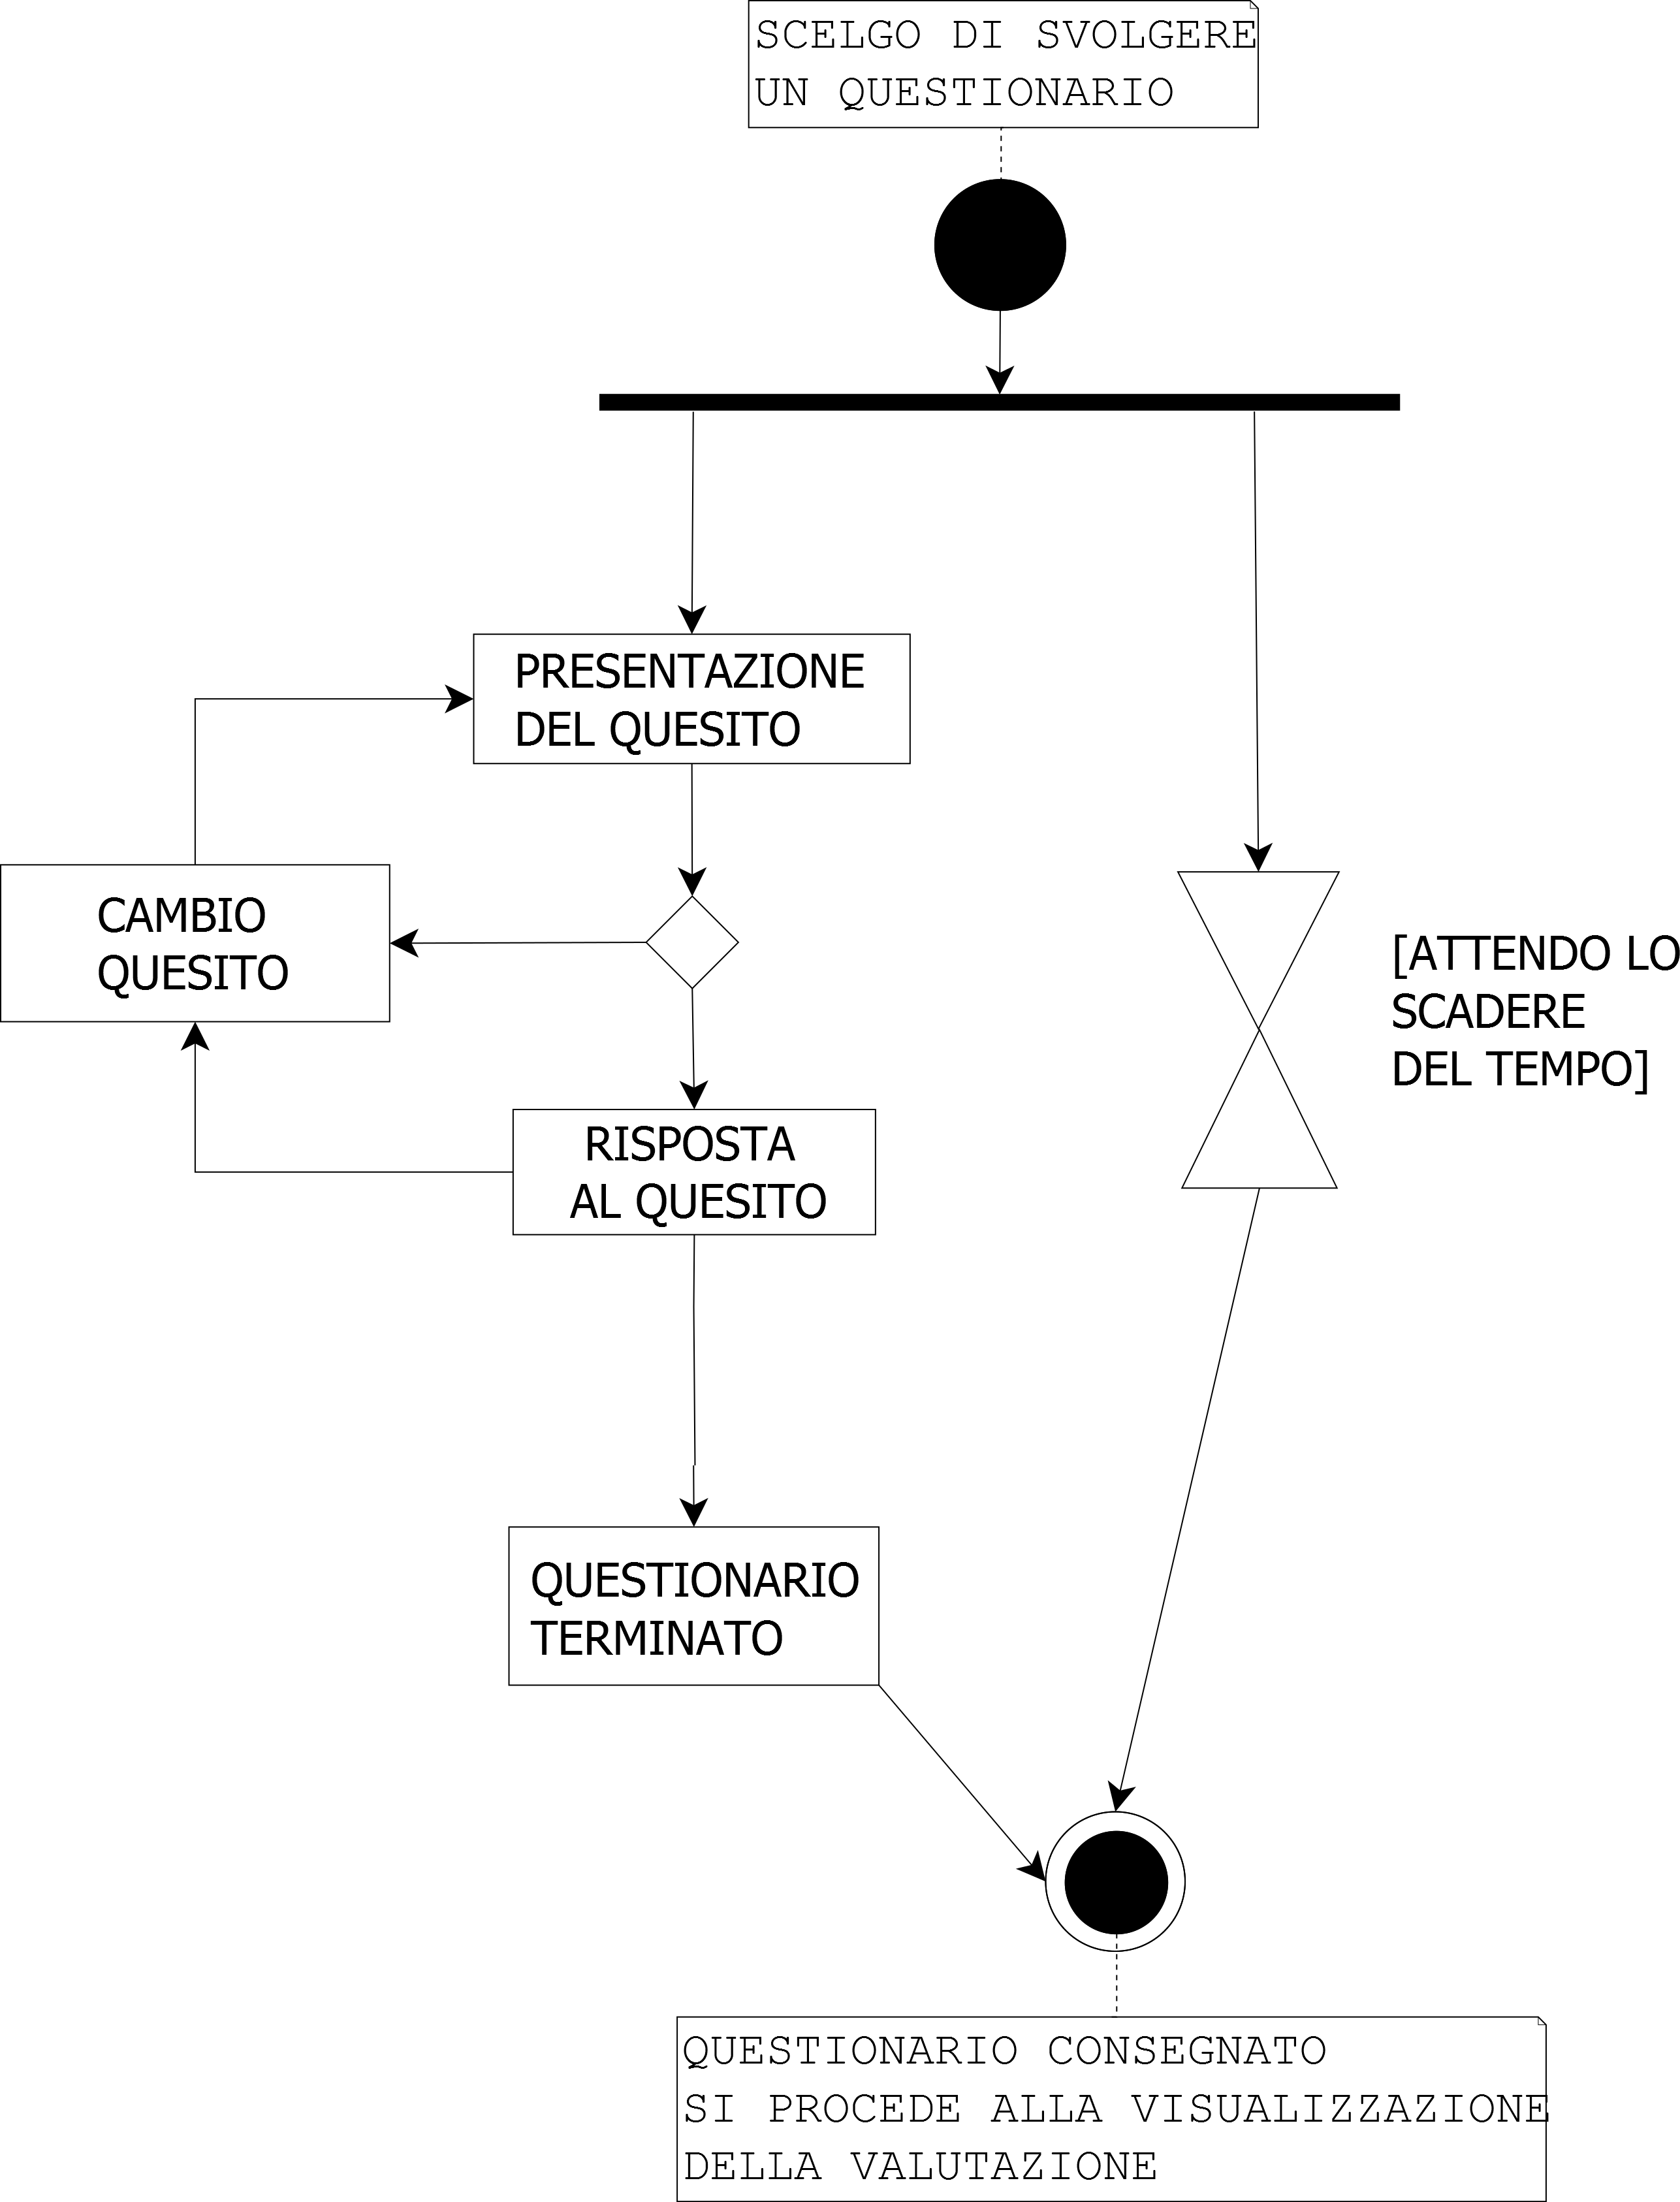 SCELGO DI SVOLGERE
UN QUESTIONARIO
PRESENTAZIONE
DEL QUESITO
CAMBIO
QUESITO
[ATTENDO LO
SCADERE
DEL TEMPO]
RISPOSTA
AL QUESITO
QUESTIONARIO
TERMINATO
QUESTIONARIO CONSEGNATO
SI PROCEDE ALLA VISUALIZZAZIONE
DELLA VALUTAZIONE